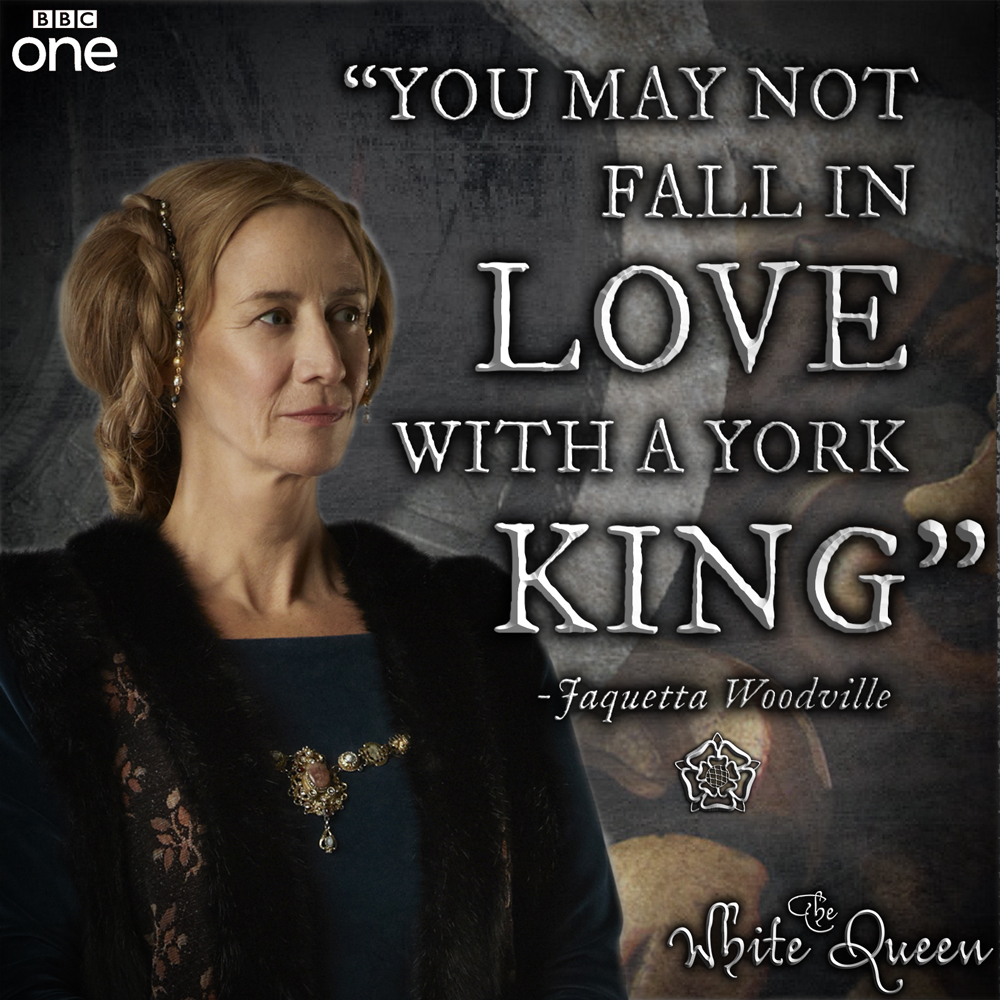 BBC
one
“YOU MAY NOT
FALL IN
LOVE
WITH A YORK
KING”
-Jaquetta Woodville
The
White Queen